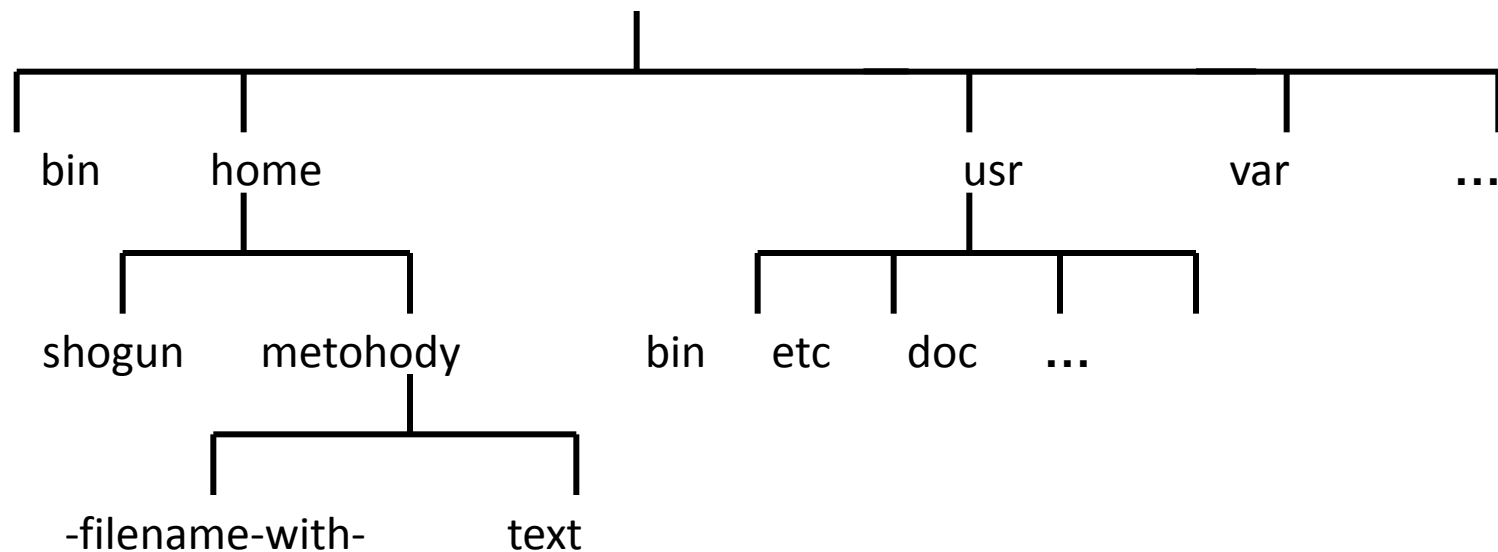 bin home usr var ...
shogun metohody bin etc doc ...
-filename-with- text